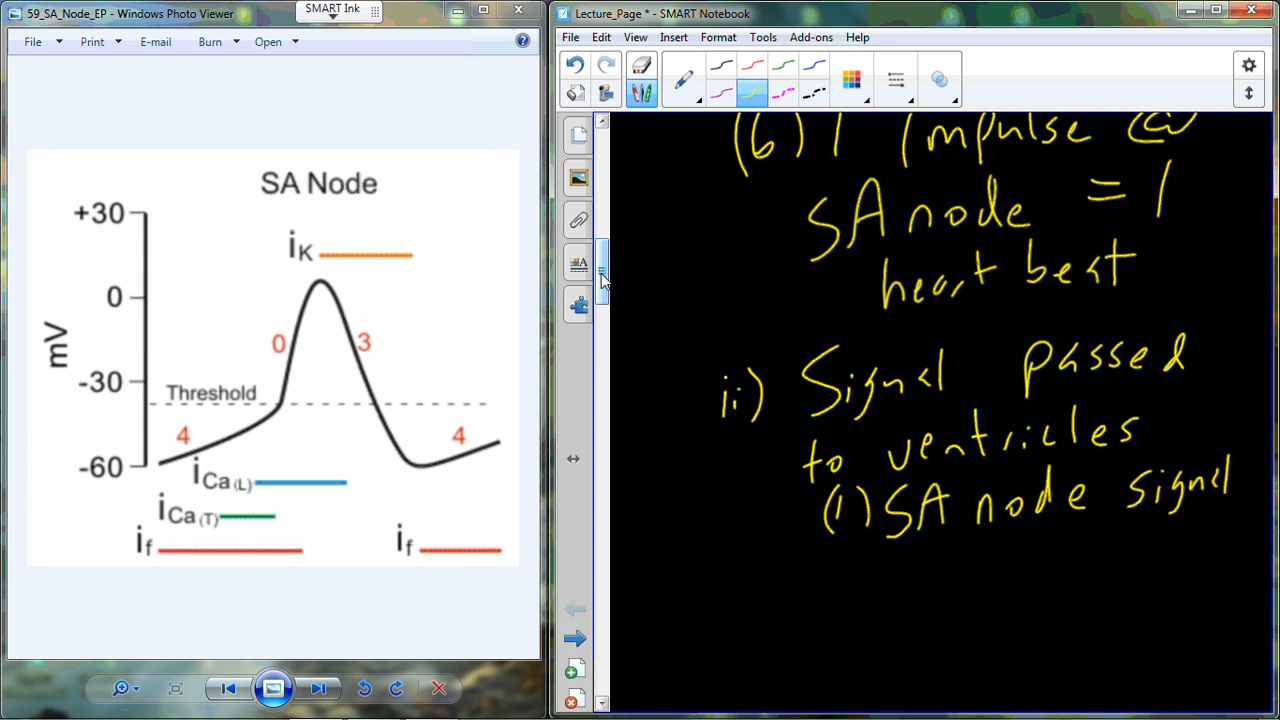 59_SA_Node_EP - Windows Photo Viewer
SMART Ink
File Print E-mail Burn Open
SA Node
+30
0
-30
-60
mV
iK
0
3
Threshold
4
4
iCa(L)
iCa(T)
if
if
Lecture_Page * - SMART Notebook
File Edit View Insert Format Tools Add-ons Help
(6) 1 Impulse @
SA node = 1
heart beat
ii) Signal passed
to ventricles
(1) SA node signal